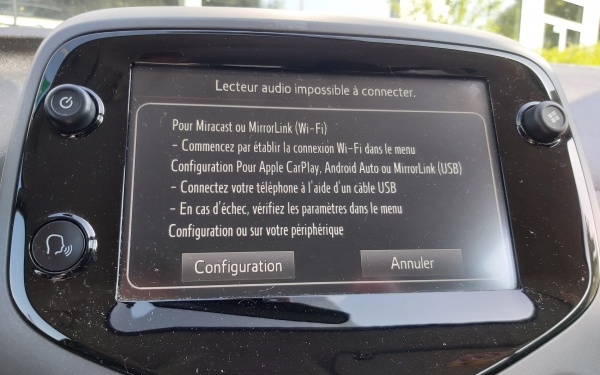 Lecteur audio impossible à connecter.
Pour Miracast ou MirrorLink (Wi-Fi)
- Commencez par établir la connexion Wi-Fi dans le menu
Configuration Pour Apple CarPlay, Android Auto ou MirrorLink (USB)
- Connectez votre téléphone à l'aide d'un câble USB
- En cas d'échec, vérifiez les paramètres dans le menu
Configuration ou sur votre périphérique
Configuration
Annuler